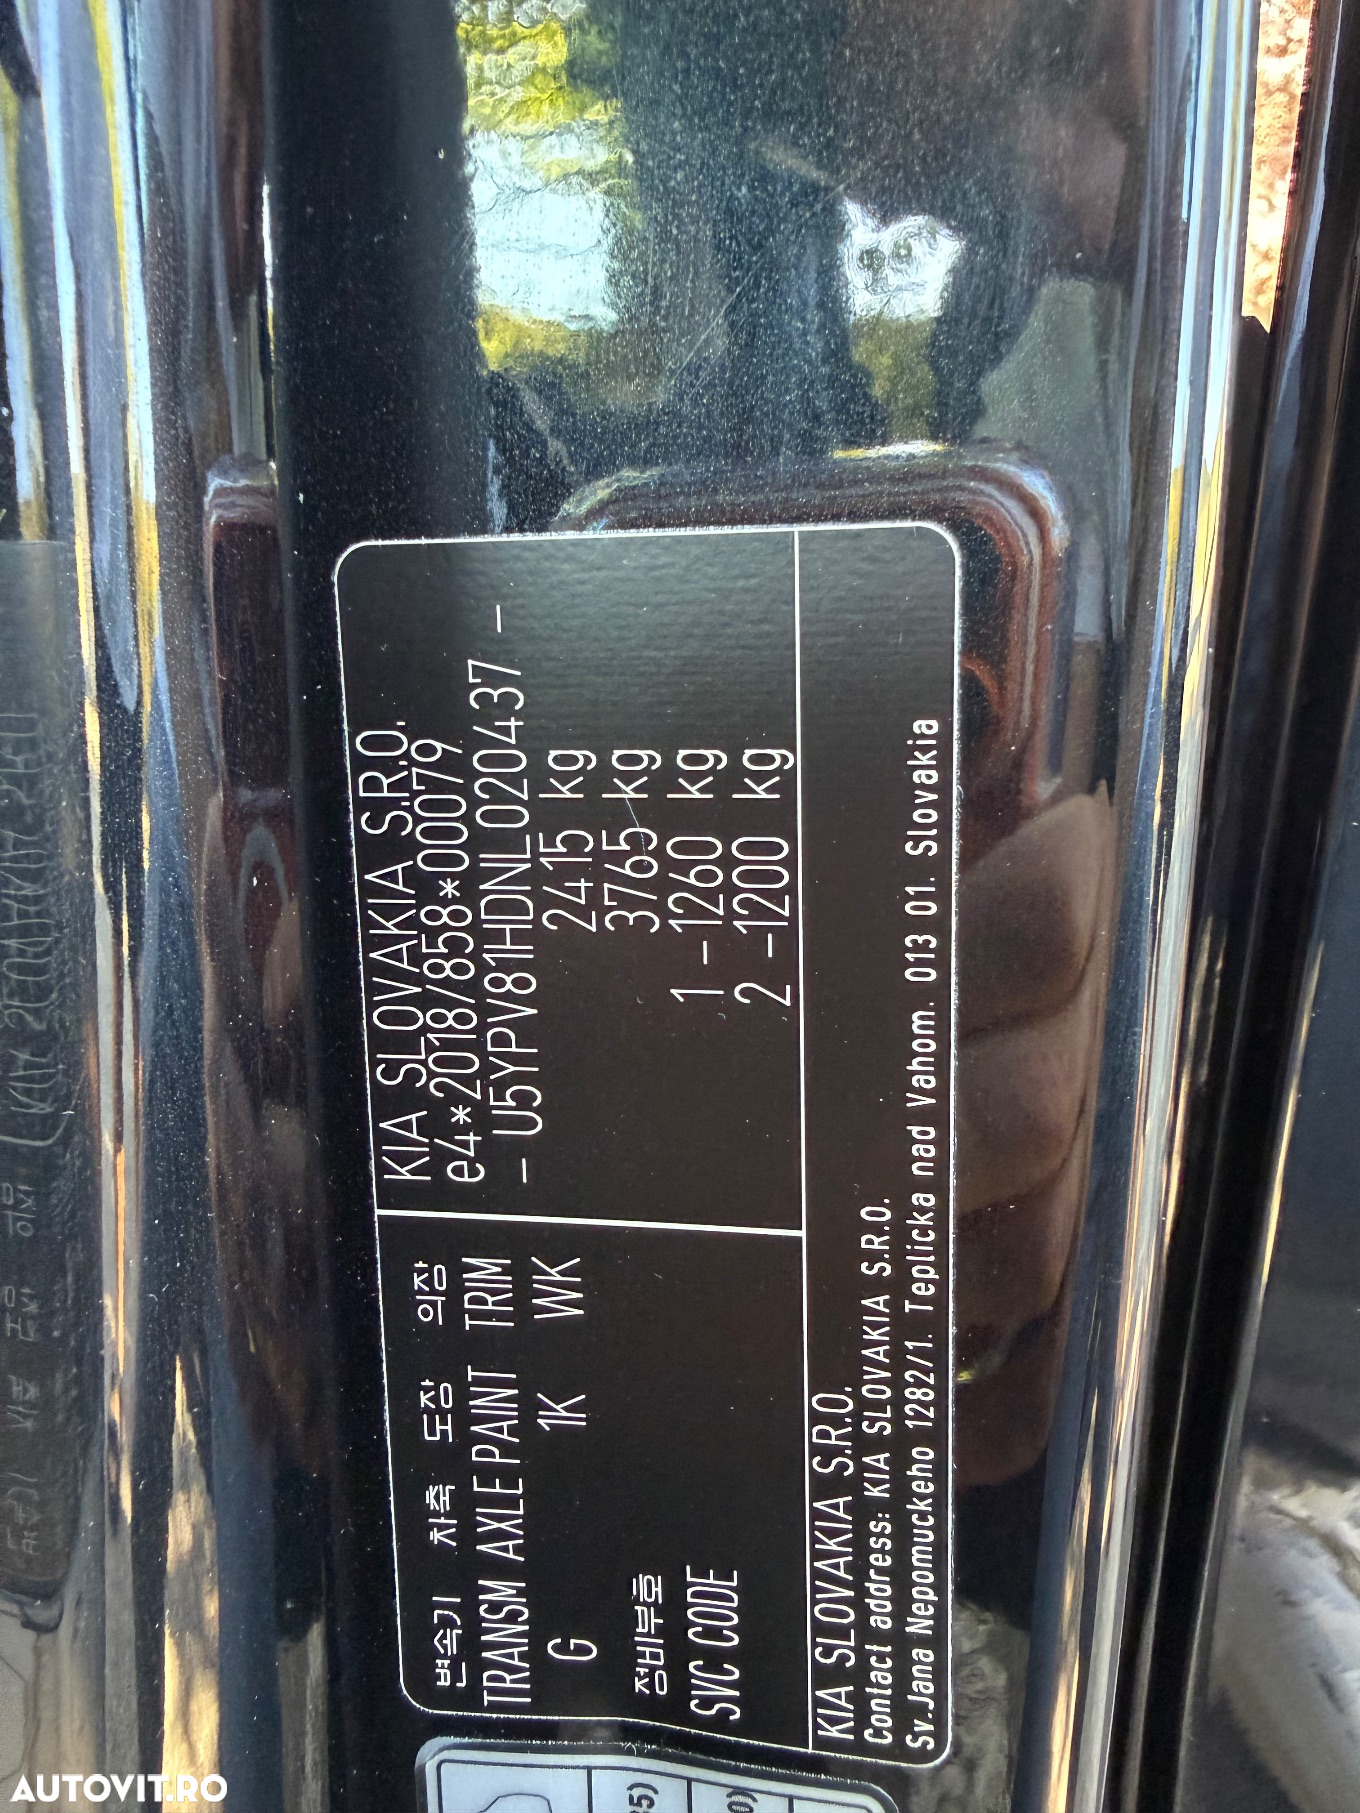 KIA SLOVAKIA S.R.O.
e4*2018/858*00079
- U5YPV81HDNL020437 -
2415 kg
3765 kg
1 - 1260 kg
2 - 1200 kg
변속기 차축 도장 의장
TRANSM AXLE PAINT TRIM
G 1K WK
정비부호
SVC CODE
KIA SLOVAKIA S.R.O.
Contact address: KIA SLOVAKIA S.R.O.
Sv.Jana Nepomuckeho 1282/1. Teplicka nad Vahom. 013 01. Slovakia
AUTOVIT.RO